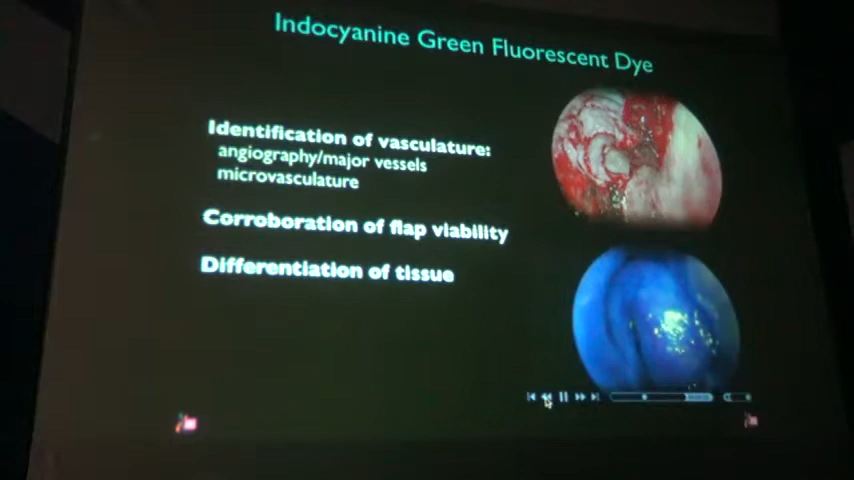 Indocyanine Green Fluorescent Dye
Identification of vasculature:
angiography/major vessels
microvasculature
Corroboration of flap viability
Differentiation of tissue